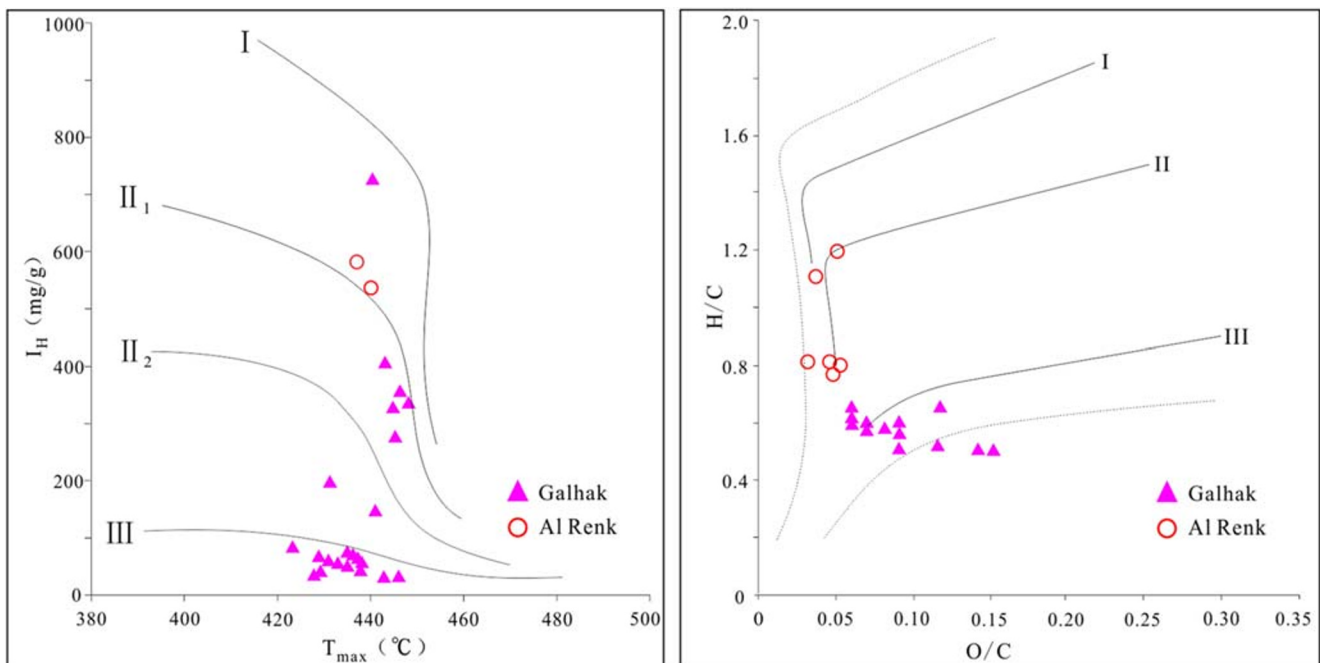 1000
800
600
400
200
0
I_H (mg/g)
I
II₁
II₂
III
Galhak
Al Renk
380 400 420 440 460 480 500
T_max (℃)
2.0
1.6
1.2
0.8
0.4
0
H/C
I
II
III
Galhak
Al Renk
0 0.05 0.10 0.15 0.20 0.25 0.30 0.35
O/C